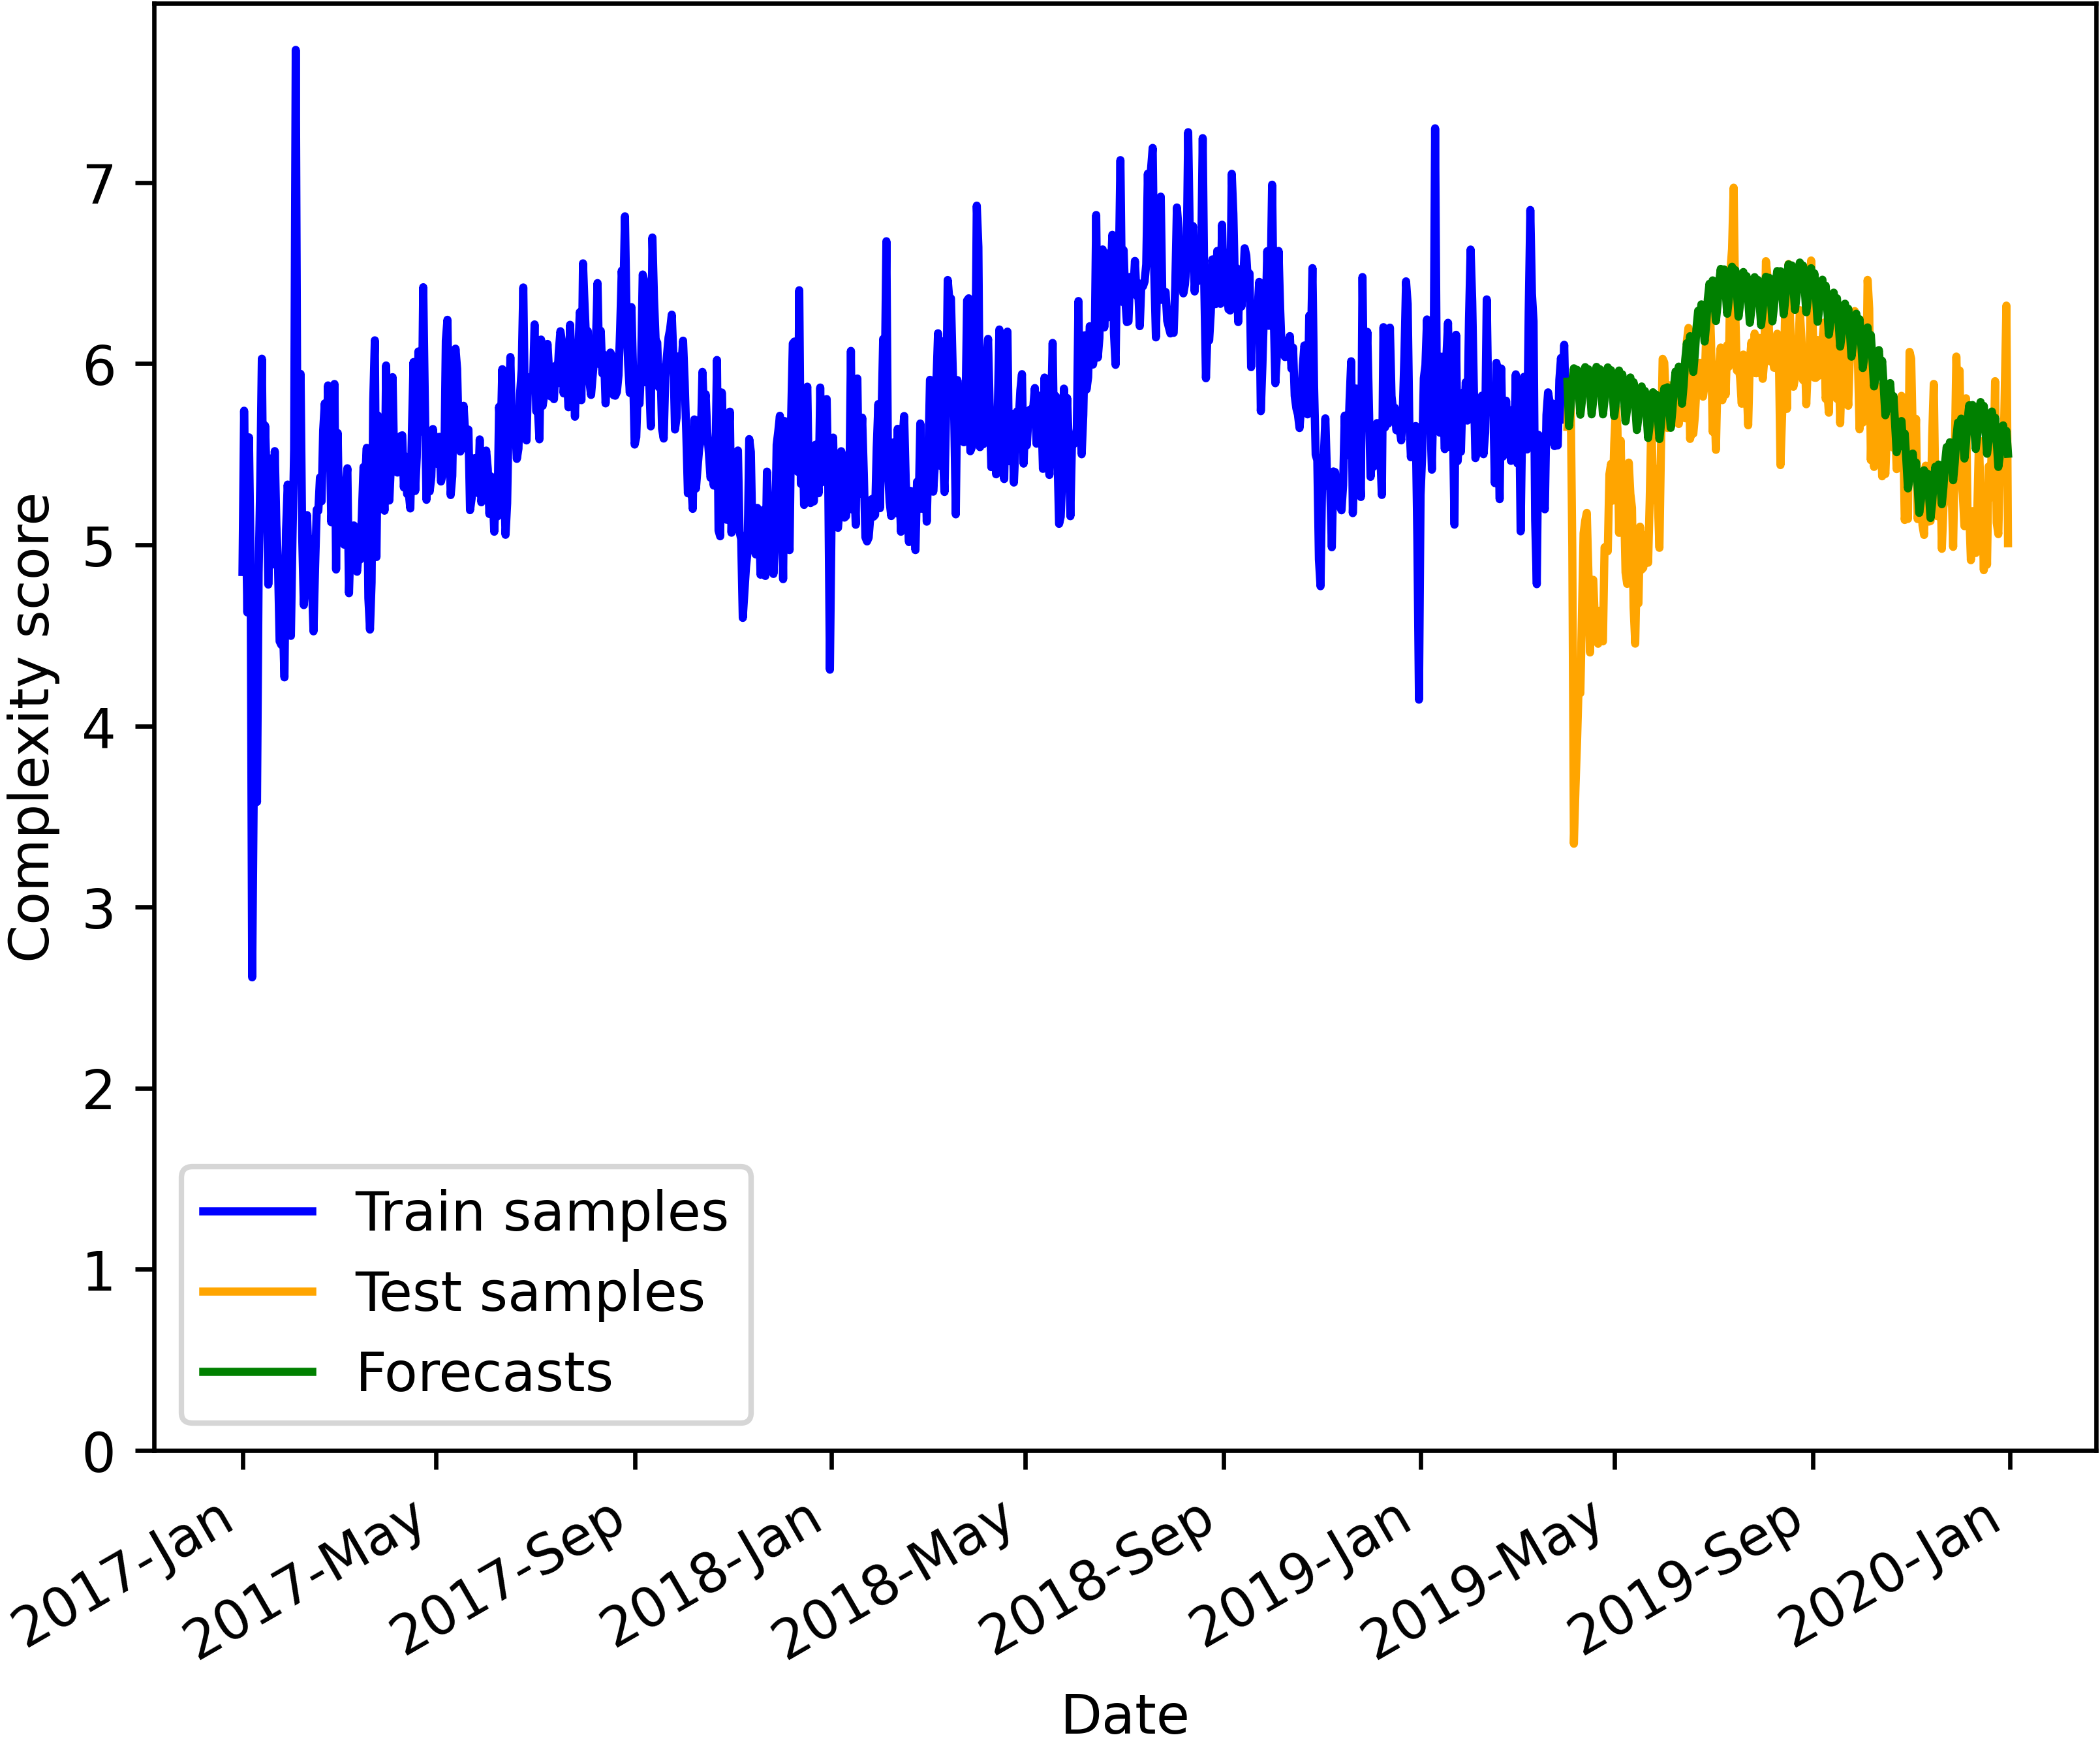 Complexity score
7
6
5
4
3
2
1
0
Train samples
Test samples
Forecasts
2017-Jan
2017-May
2017-Sep
2018-Jan
2018-May
2018-Sep
2019-Jan
2019-May
2019-Sep
2020-Jan
Date